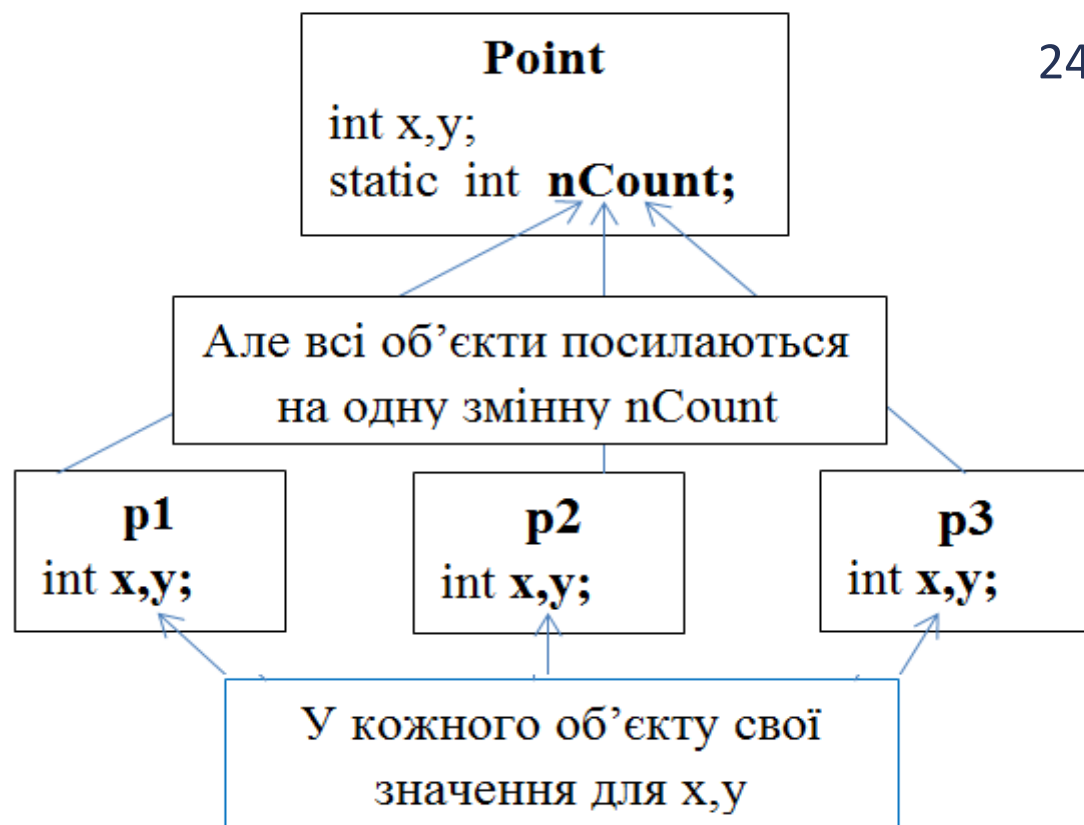 24
Point
int x,y;
static int nCount;
Але всі об’єкти посилаються
на одну змінну nCount
p1
int x,y;
p2
int x,y;
p3
int x,y;
У кожного об’єкту свої
значення для x,y